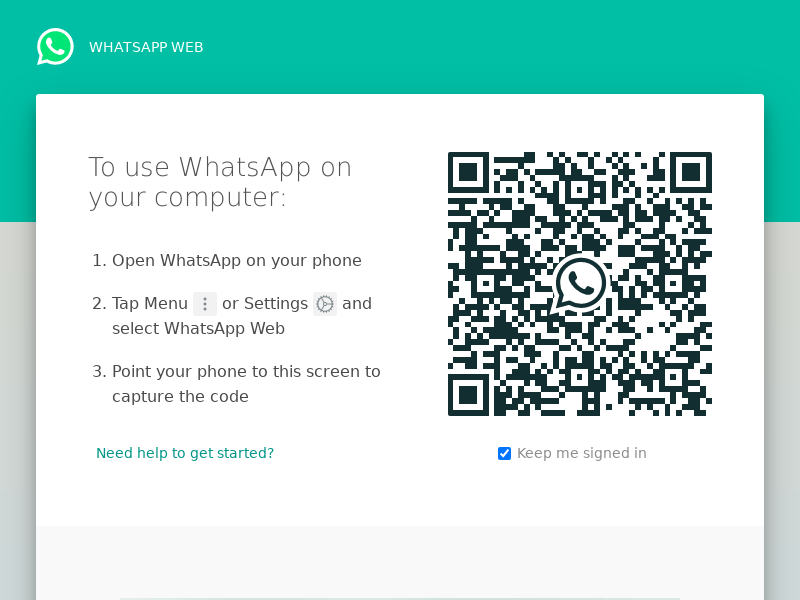 WHATSAPP WEB
To use WhatsApp on
your computer:
1. Open WhatsApp on your phone
2. Tap Menu or Settings and
select WhatsApp Web
3. Point your phone to this screen to
capture the code
Need help to get started?
Keep me signed in